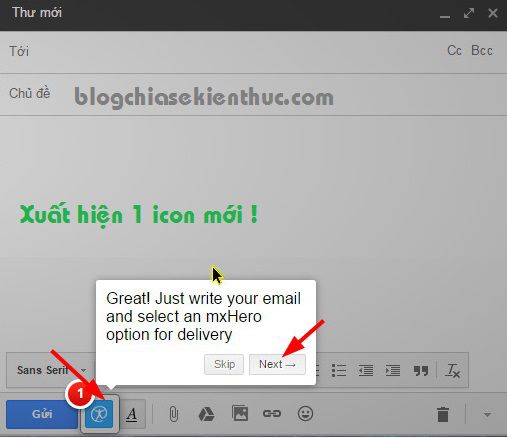 Thư mới
Tới Cc Bcc
Chủ đề blogchiasekienthuc.com
Xuất hiện 1 icon mới !
Great! Just write your email
and select an mxHero
option for delivery
Skip Next →
Sans Serif
1
Gửi A